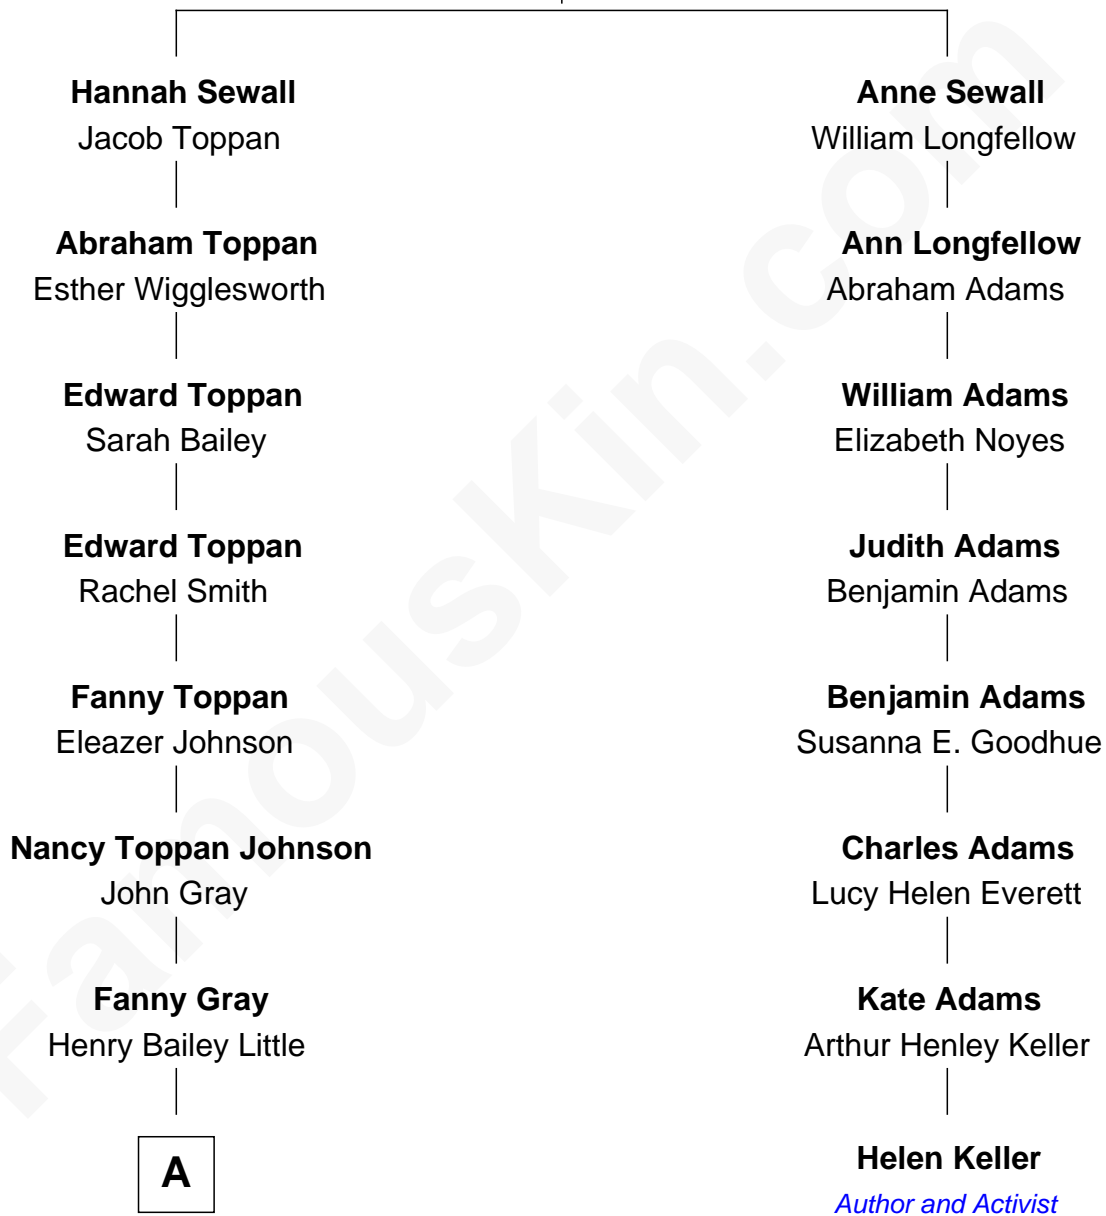 Hannah Sewall
Jacob Toppan
Abraham Toppan
Esther Wigglesworth
Edward Toppan
Sarah Bailey
Edward Toppan
Rachel Smith
Fanny Toppan
Eleazer Johnson
Nancy Toppan Johnson
John Gray
Fanny Gray
Henry Bailey Little
A
Anne Sewall
William Longfellow
Ann Longfellow
Abraham Adams
William Adams
Elizabeth Noyes
Judith Adams
Benjamin Adams
Benjamin Adams
Susanna E. Goodhue
Charles Adams
Lucy Helen Everett
Kate Adams
Arthur Henley Keller
Helen Keller
Author and Activist
FamousKin.com